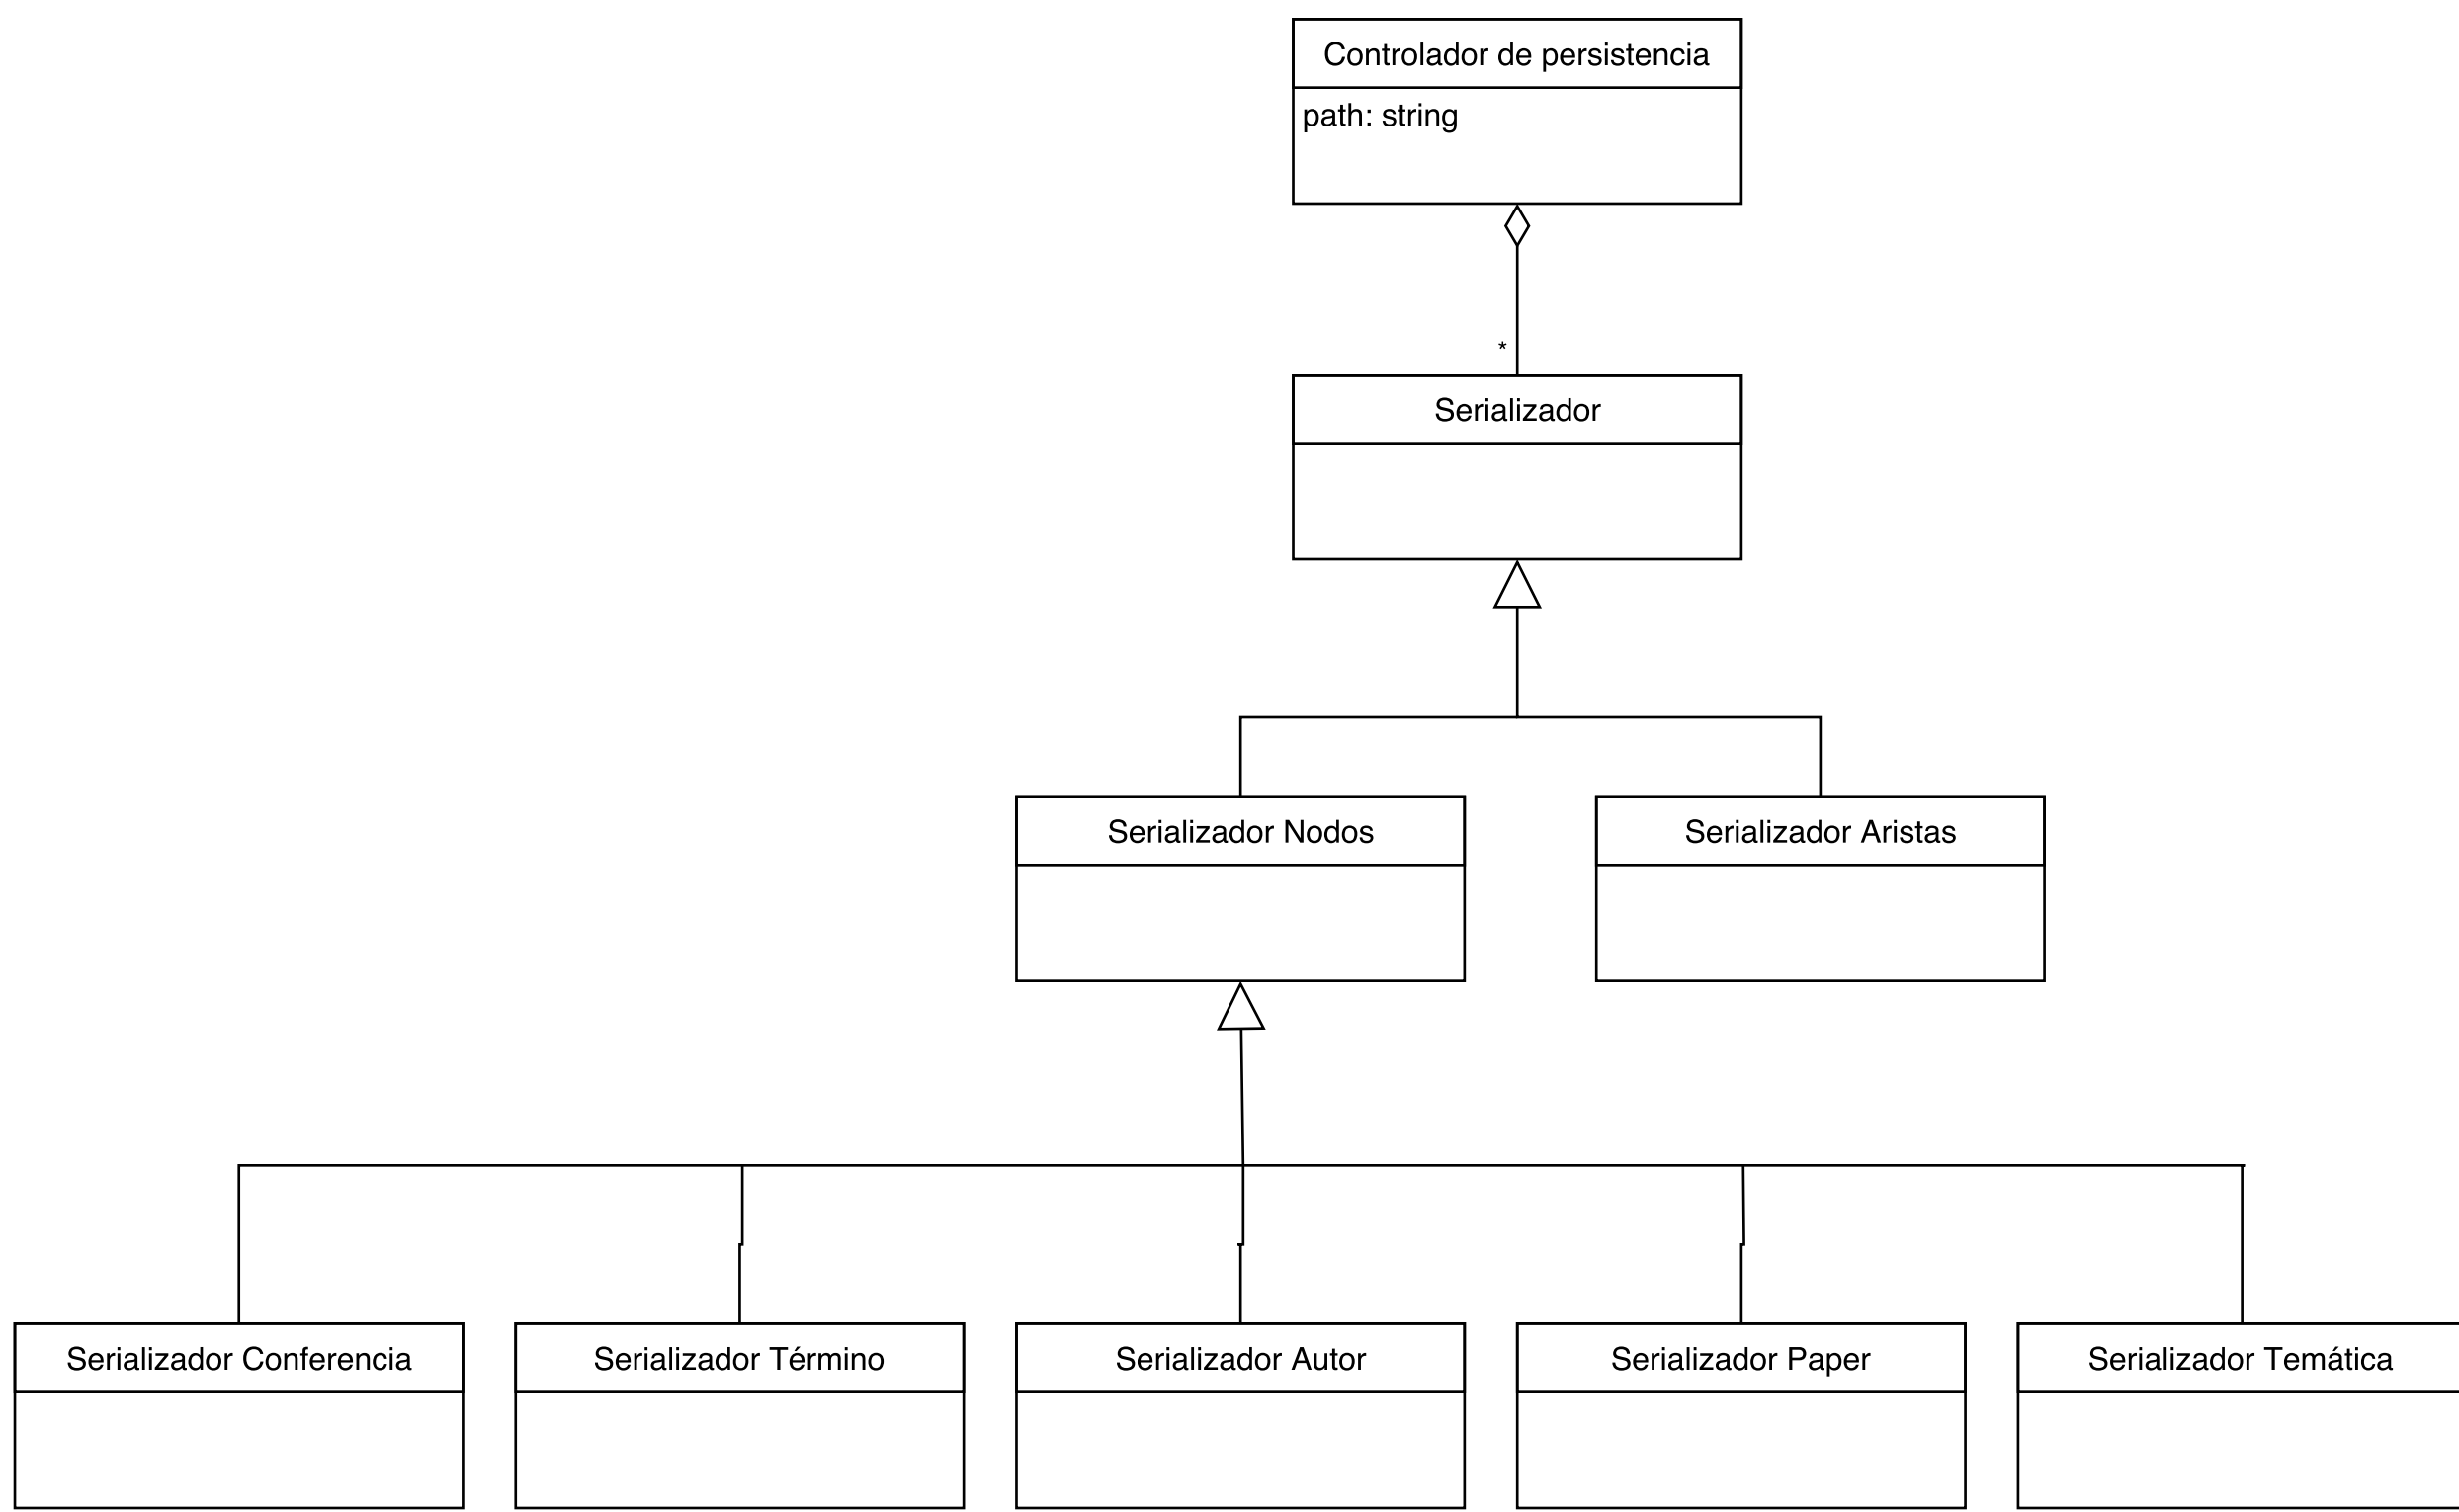 Controlador de persistencia
path: string
*
Serializador
Serializador Nodos
Serializador Aristas
Serializador Conferencia
Serializador Término
Serializador Autor
Serializador Paper
Serializador Temática